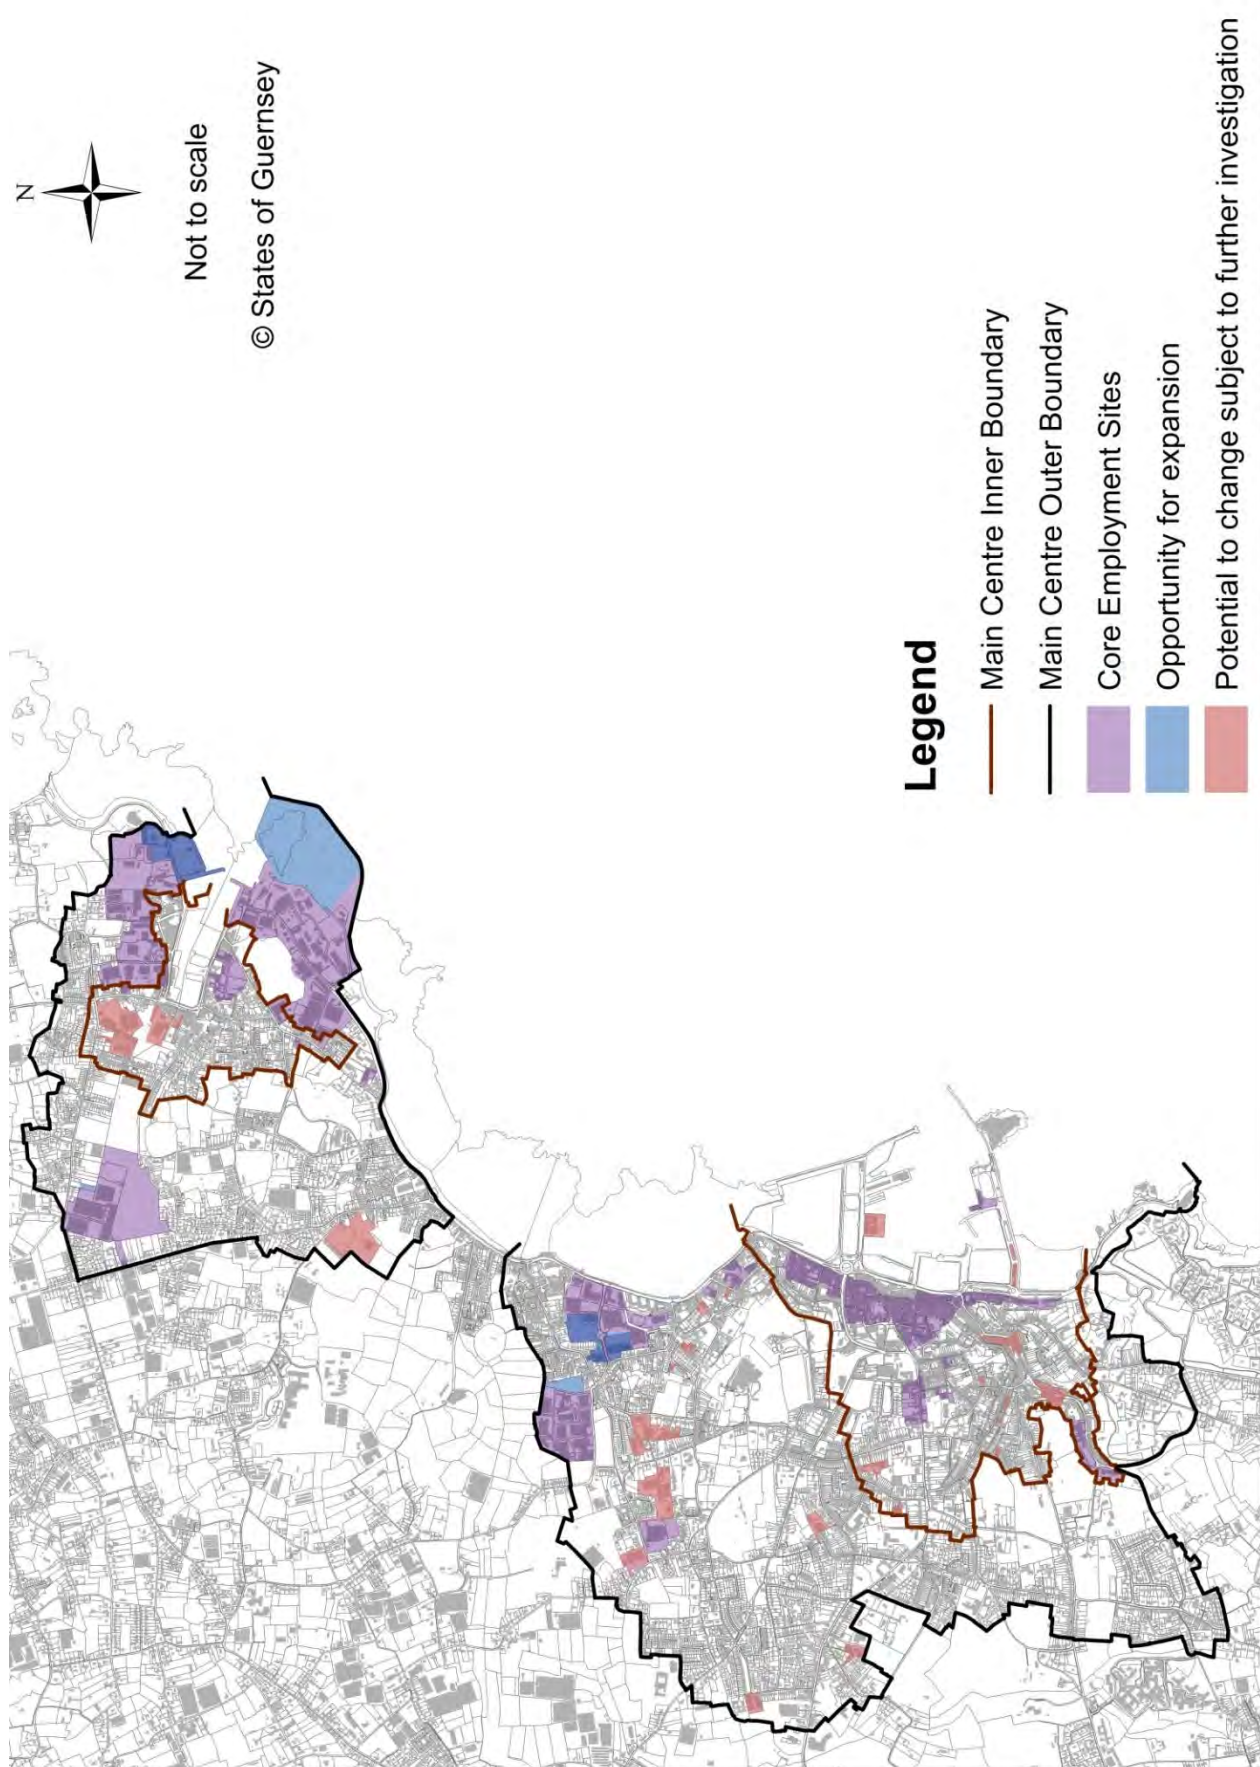 N
Not to scale
© States of Guernsey
Legend
Main Centre Inner Boundary
Main Centre Outer Boundary
Core Employment Sites
Opportunity for expansion
Potential to change subject to further investigation